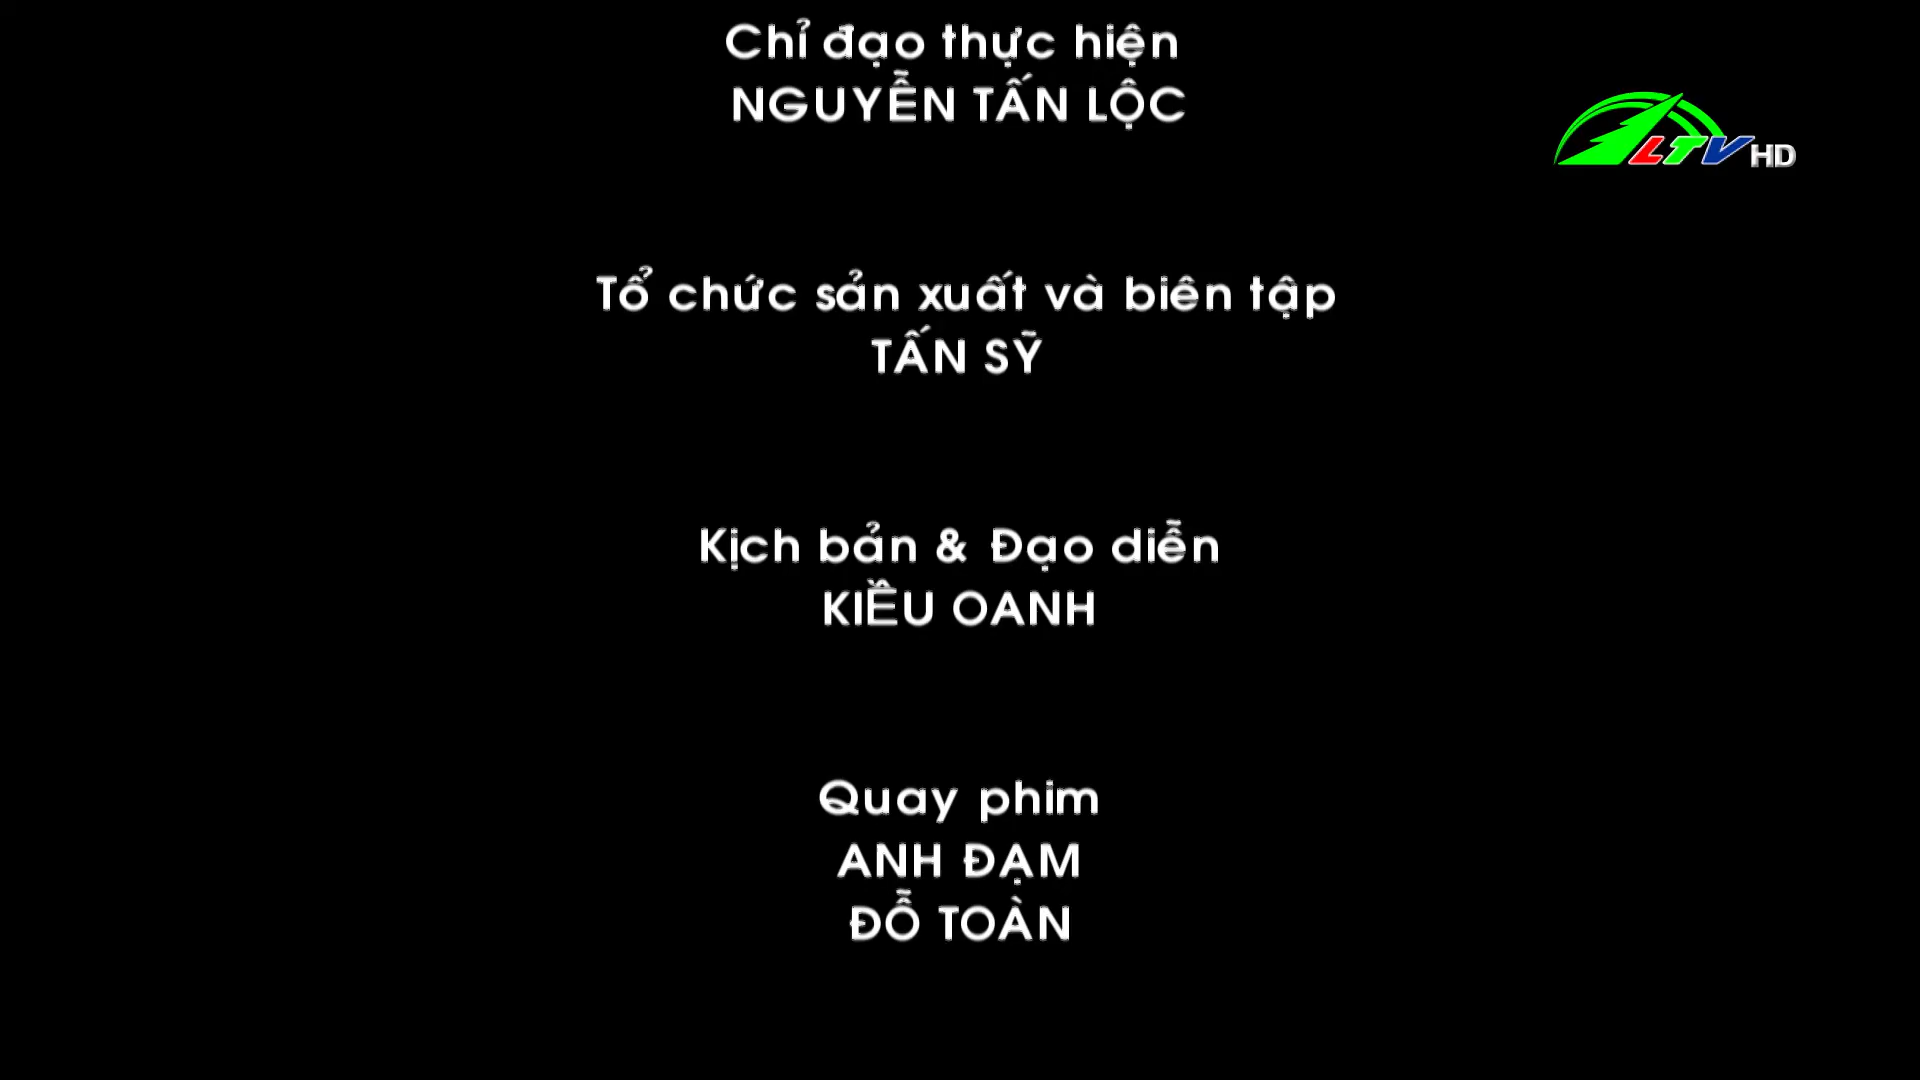 Chỉ đạo thực hiện
NGUYỄN TẤN LỘC
LTV HD
Tổ chức sản xuất và biên tập
TẤN SỸ
Kịch bản & Đạo diễn
KIỀU OANH
Quay phim
ANH ĐẠM
ĐỖ TOÀN